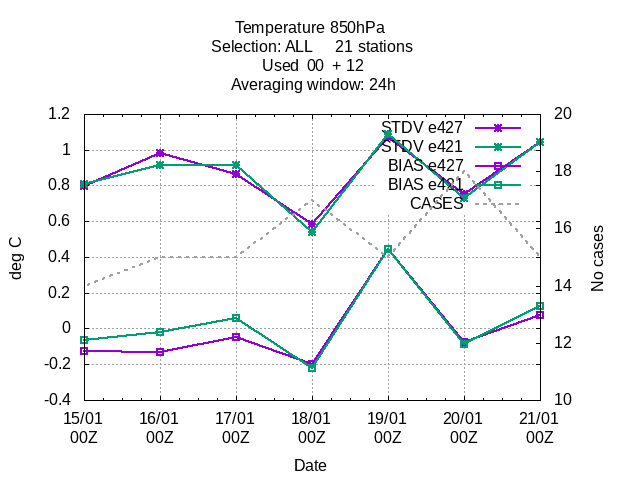 Temperature 850hPa
Selection: ALL 21 stations
Used 00 + 12
Averaging window: 24h
1.2
1
0.8
0.6
0.4
0.2
0
-0.2
-0.4
deg C
STDV e427
STDV e421
BIAS e427
BIAS e421
CASES
20
18
16
14
12
10
No cases
15/01 16/01 17/01 18/01 19/01 20/01 21/01
00Z 00Z 00Z 00Z 00Z 00Z 00Z
Date